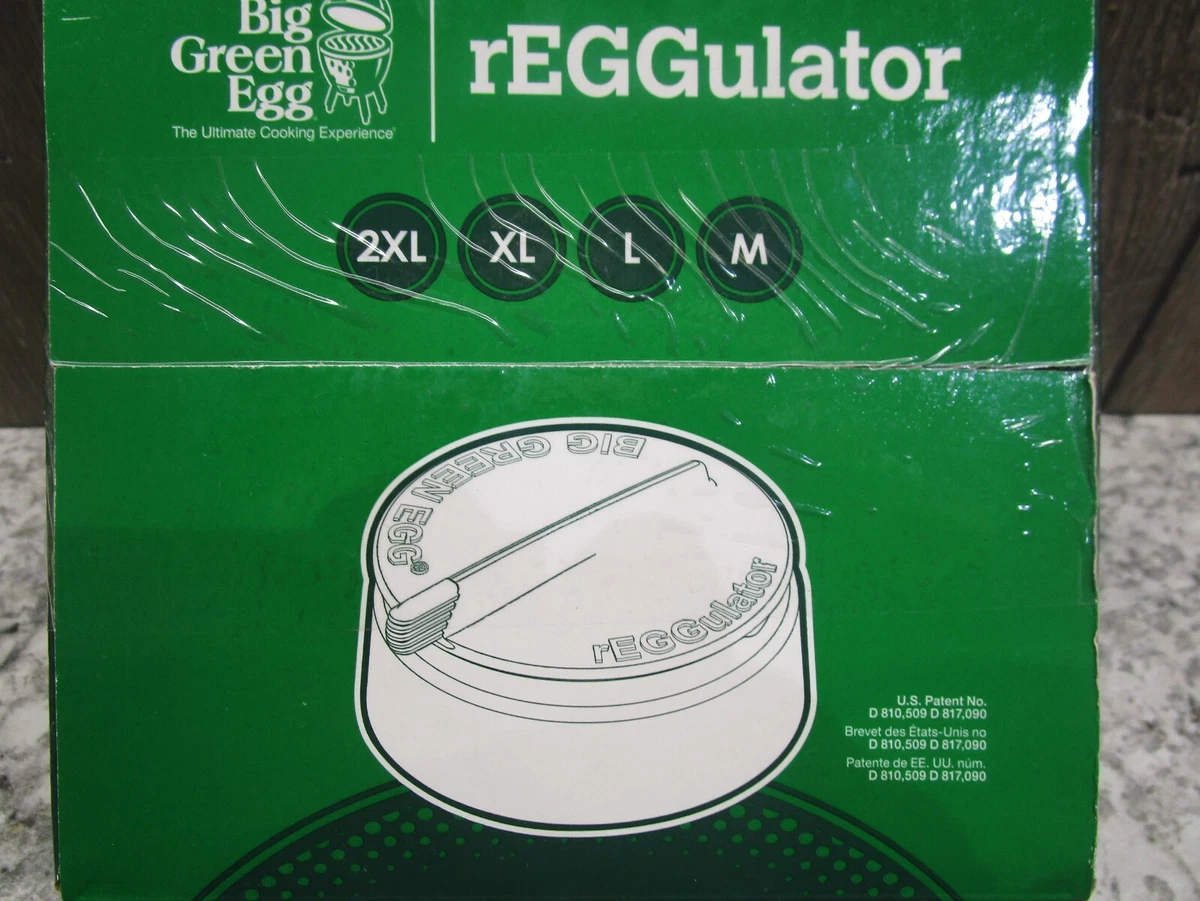 Big
Green
Egg®
The Ultimate Cooking Experience®
rEGGulator
2XL XL L M
BIG GREEN EGG®
rEGGulator
U.S. Patent No.
D 810,509 D 817,090
Brevet des États-Unis no
D 810,509 D 817,090
Patente de EE. UU. núm.
D 810,509 D 817,090